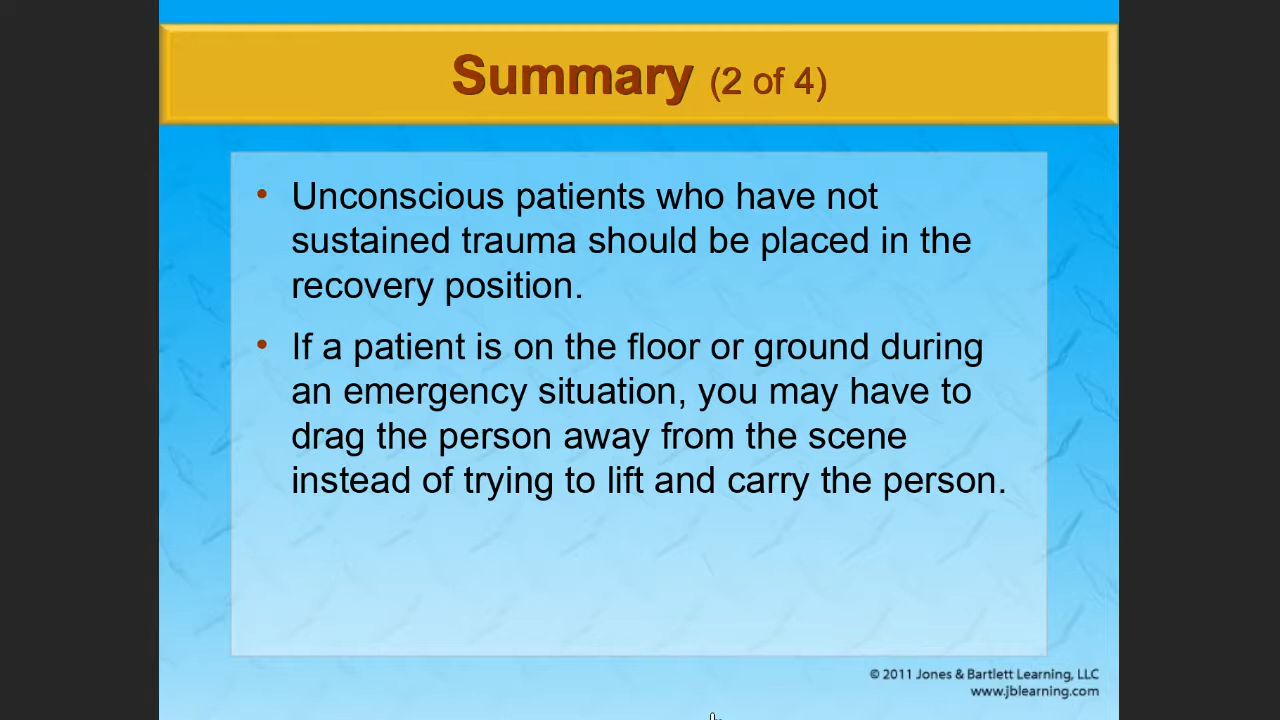 Summary (2 of 4)
• Unconscious patients who have not
sustained trauma should be placed in the
recovery position.
• If a patient is on the floor or ground during
an emergency situation, you may have to
drag the person away from the scene
instead of trying to lift and carry the person.
© 2011 Jones & Bartlett Learning, LLC
www.jblearning.com